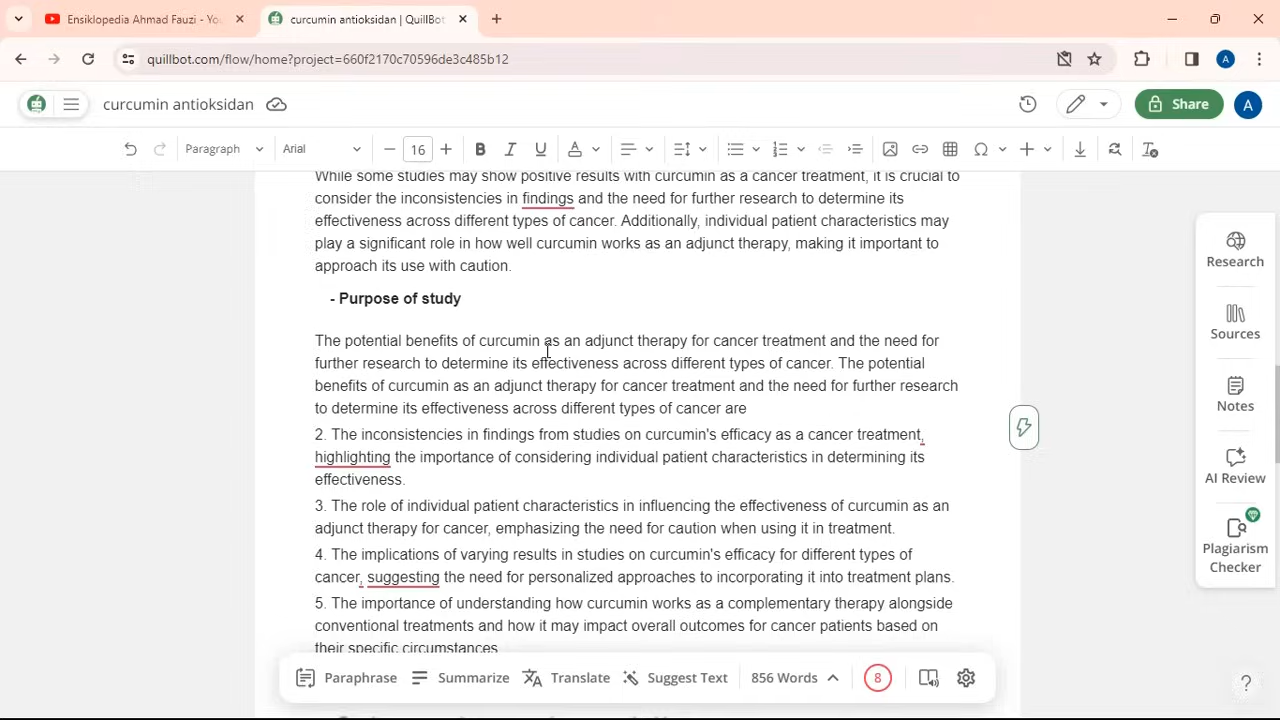 Ensiklopedia Ahmad Fauzi - You
curcumin antioksidan | QuillBot
quillbot.com/flow/home?project=660f2170c70596de3c485b12
A
curcumin antioksidan
Share
A
Paragraph
Arial
16
B
I
U
A
While some studies may show positive results with curcumin as a cancer treatment, it is crucial to
consider the inconsistencies in findings and the need for further research to determine its
effectiveness across different types of cancer. Additionally, individual patient characteristics may
play a significant role in how well curcumin works as an adjunct therapy, making it important to
approach its use with caution.
- Purpose of study
The potential benefits of curcumin as an adjunct therapy for cancer treatment and the need for
further research to determine its effectiveness across different types of cancer. The potential
benefits of curcumin as an adjunct therapy for cancer treatment and the need for further research
to determine its effectiveness across different types of cancer are
2. The inconsistencies in findings from studies on curcumin's efficacy as a cancer treatment,
highlighting the importance of considering individual patient characteristics in determining its
effectiveness.
3. The role of individual patient characteristics in influencing the effectiveness of curcumin as an
adjunct therapy for cancer, emphasizing the need for caution when using it in treatment.
4. The implications of varying results in studies on curcumin's efficacy for different types of
cancer, suggesting the need for personalized approaches to incorporating it into treatment plans.
5. The importance of understanding how curcumin works as a complementary therapy alongside
conventional treatments and how it may impact overall outcomes for cancer patients based on
their specific circumstances
Research
Sources
Notes
AI Review
Plagiarism
Checker
Paraphrase
Summarize
Translate
Suggest Text
856 Words
8
?